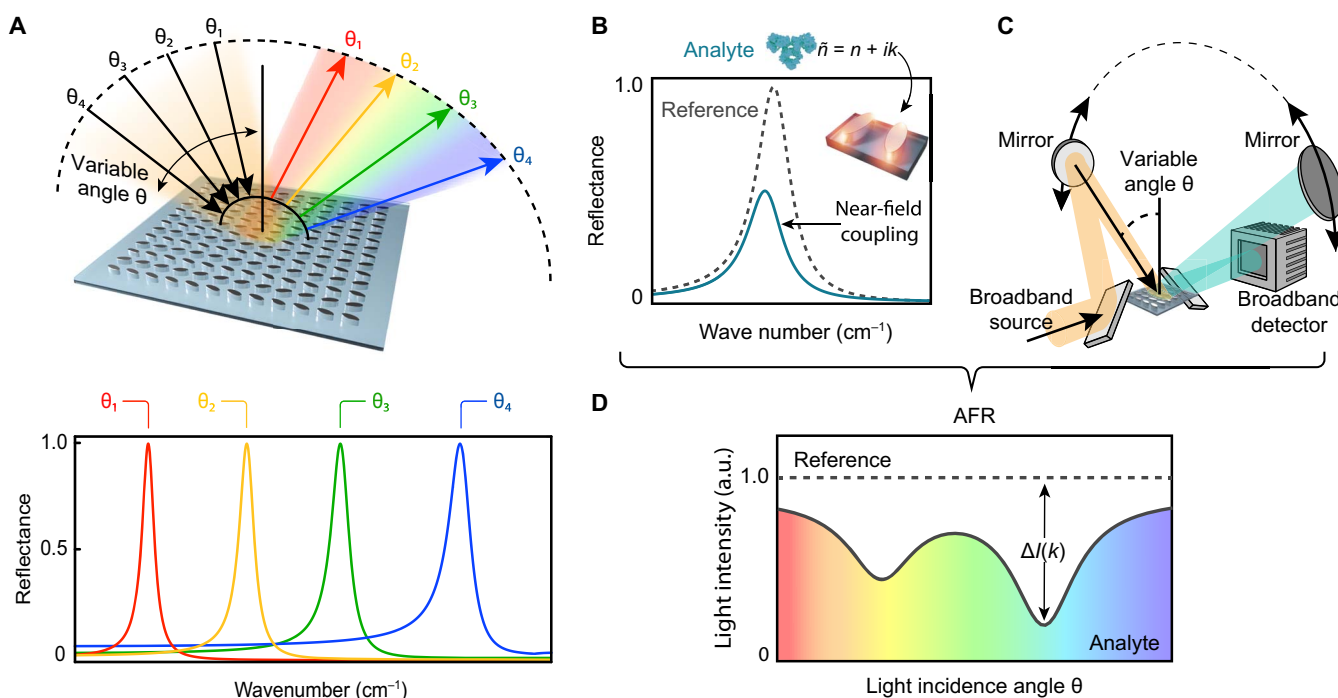 A
θ₁
θ₂
θ₃
θ₄
θ₁
θ₂
θ₃
θ₄
Variable
angle θ
θ₁
θ₂
θ₃
θ₄
1.0
0.5
0
Reflectance
Wavenumber (cm⁻¹)
B
Analyte
ñ = n + ik
1.0
Reference
Near-field
coupling
0
Reflectance
Wave number (cm⁻¹)
C
Mirror
Variable
angle θ
Mirror
Broadband
source
Broadband
detector
D
AFR
1.0
Reference
ΔI(k)
Analyte
0
Light intensity (a.u.)
Light incidence angle θ